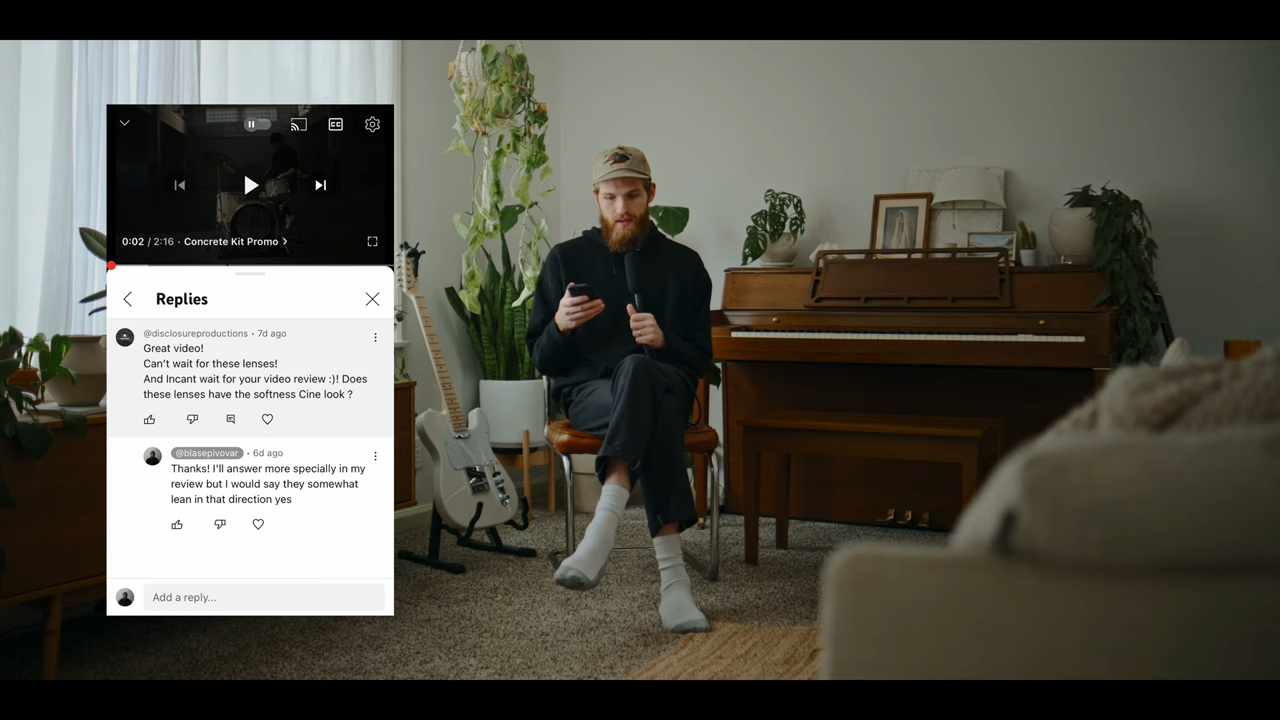 0:02 / 2:16 · Concrete Kit Promo
Replies
@disclosureproductions · 7d ago
Great video!
Can't wait for these lenses!
And Incant wait for your video review :)! Does
these lenses have the softness Cine look ?
@blasepivovar · 6d ago
Thanks! I'll answer more specially in my
review but I would say they somewhat
lean in that direction yes
Add a reply...